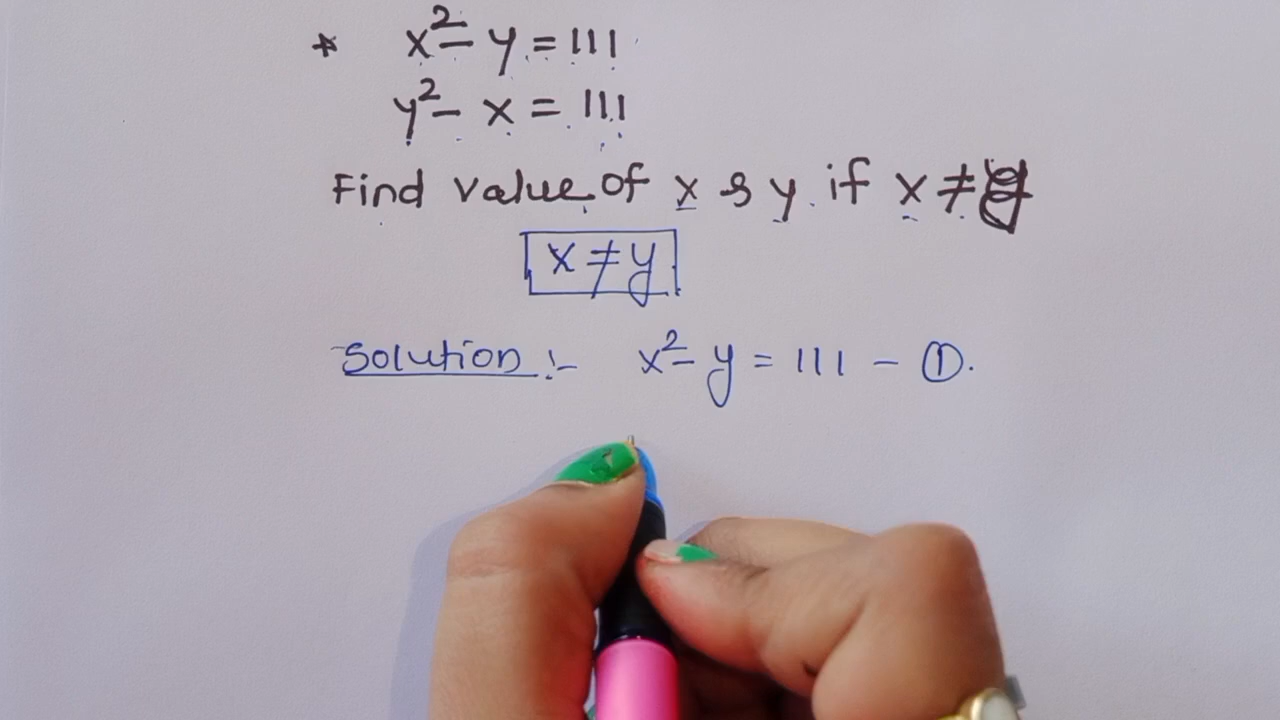 * x² - y = 111
y² - x = 111
Find value of x & y if x ≠
x ≠ y
Solution :- x² - y = 111 - ①.